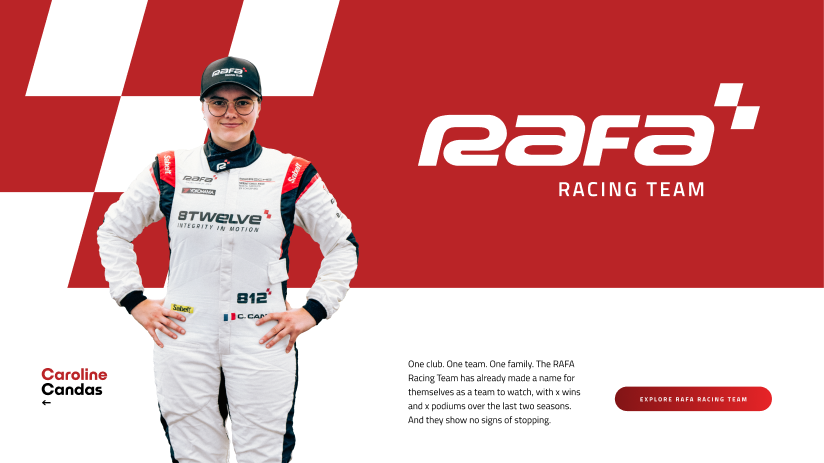 RAFA
RACING TEAM
RAFA
Sabelt
Sabelt
RAFA
YOKOHAMA
8TWELVE
INTEGRITY IN MOTION
812
Sabelt
C. CAN
Caroline
Candas
One club. One team. One family. The RAFA
Racing Team has already made a name for
themselves as a team to watch, with x wins
and x podiums over the last two seasons.
And they show no signs of stopping.
EXPLORE RAFA RACING TEAM